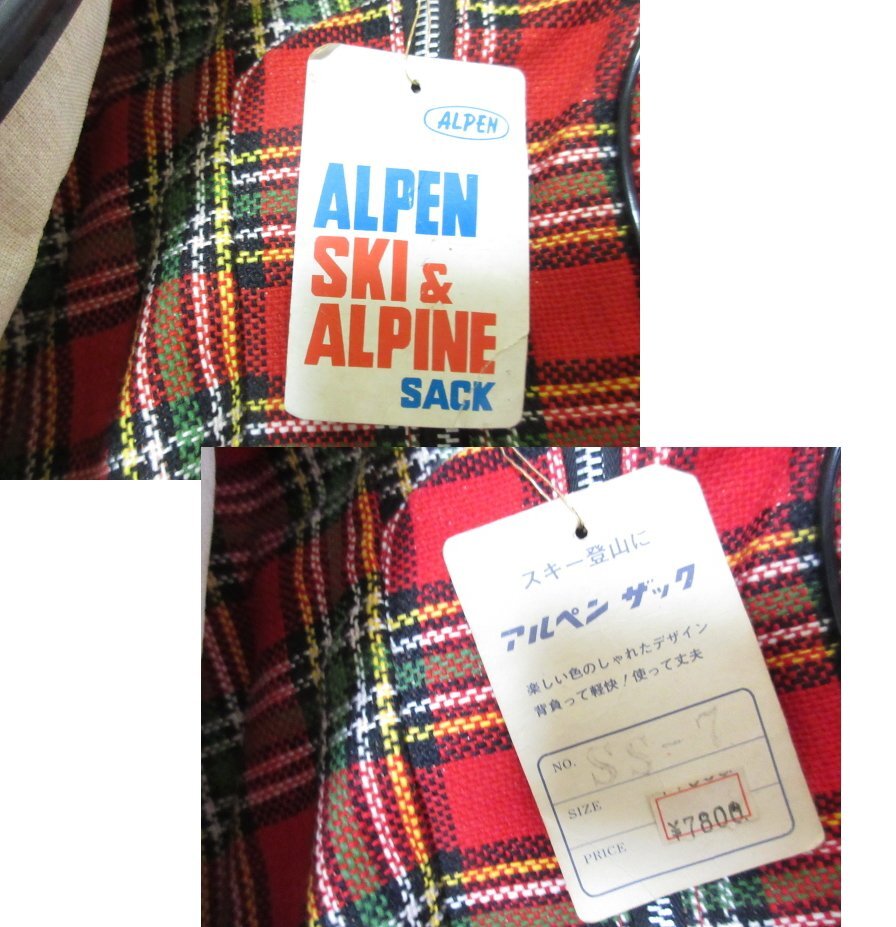 ALPEN
ALPEN
SKI &
ALPINE
SACK
スキー登山に
アルペン ザック
楽しい色のしゃれたデザイン
背負って軽快!使って丈夫
NO. SS-7
SIZE
¥7800
PRICE